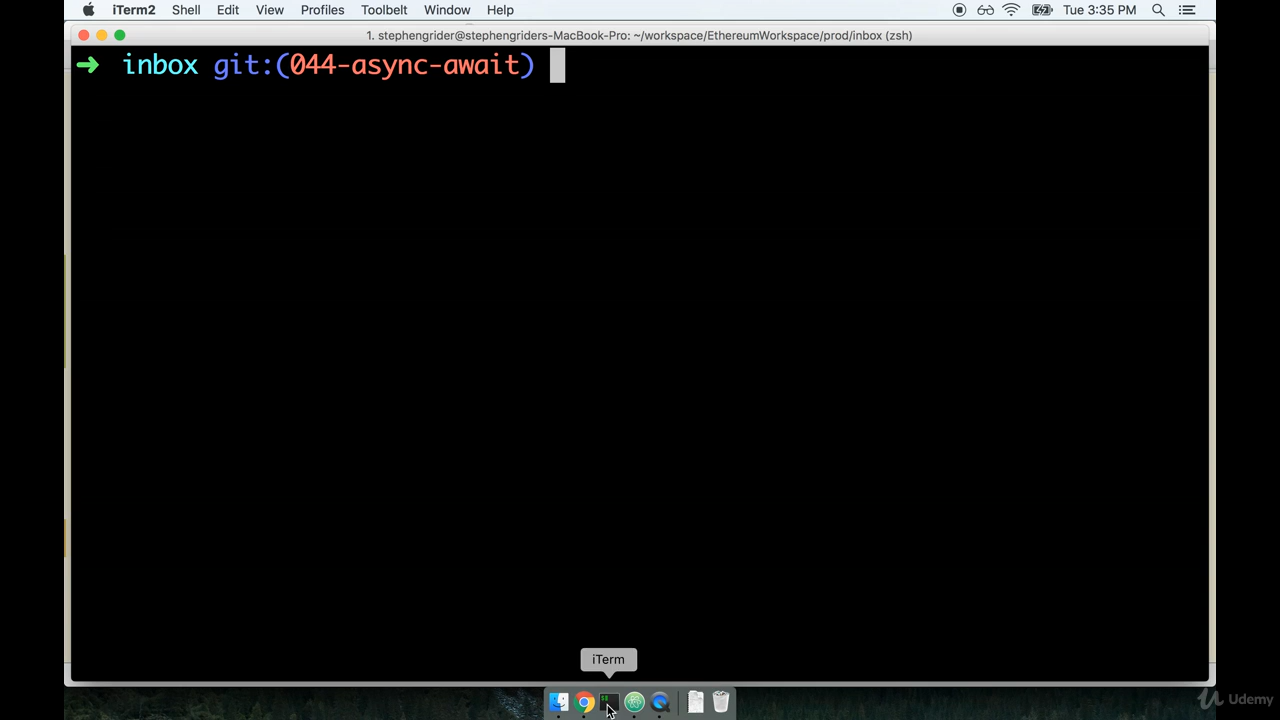 iTerm2 Shell Edit View Profiles Toolbelt Window Help Tue 3:35 PM
1. stephengrider@stephengriders-MacBook-Pro: ~/workspace/EthereumWorkspace/prod/inbox (zsh)
➜ inbox git:(044-async-await)
iTerm
Udemy